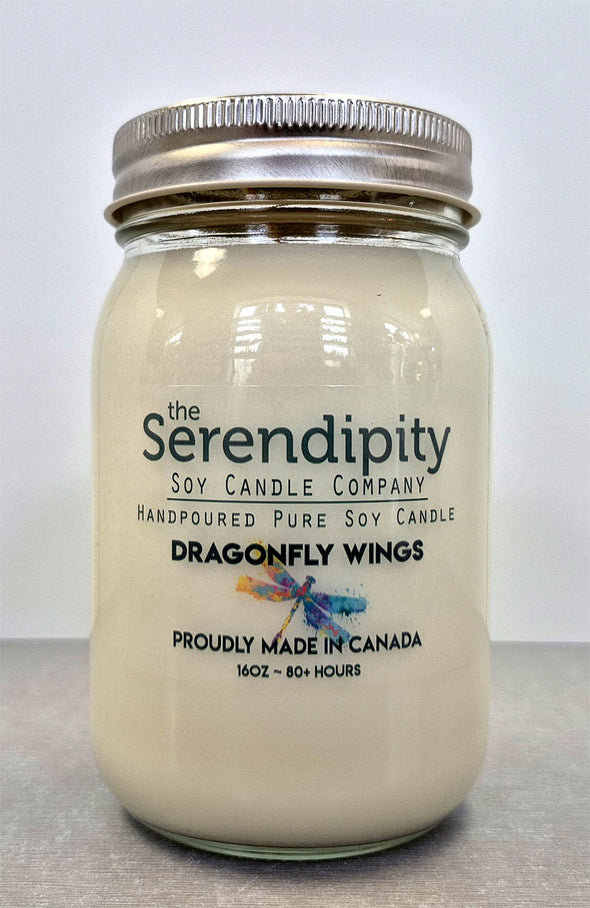 the
Serendipity
Soy Candle Company
Handpoured Pure Soy Candle
DRAGONFLY WINGS
PROUDLY MADE IN CANADA
16OZ ~ 80+ HOURS